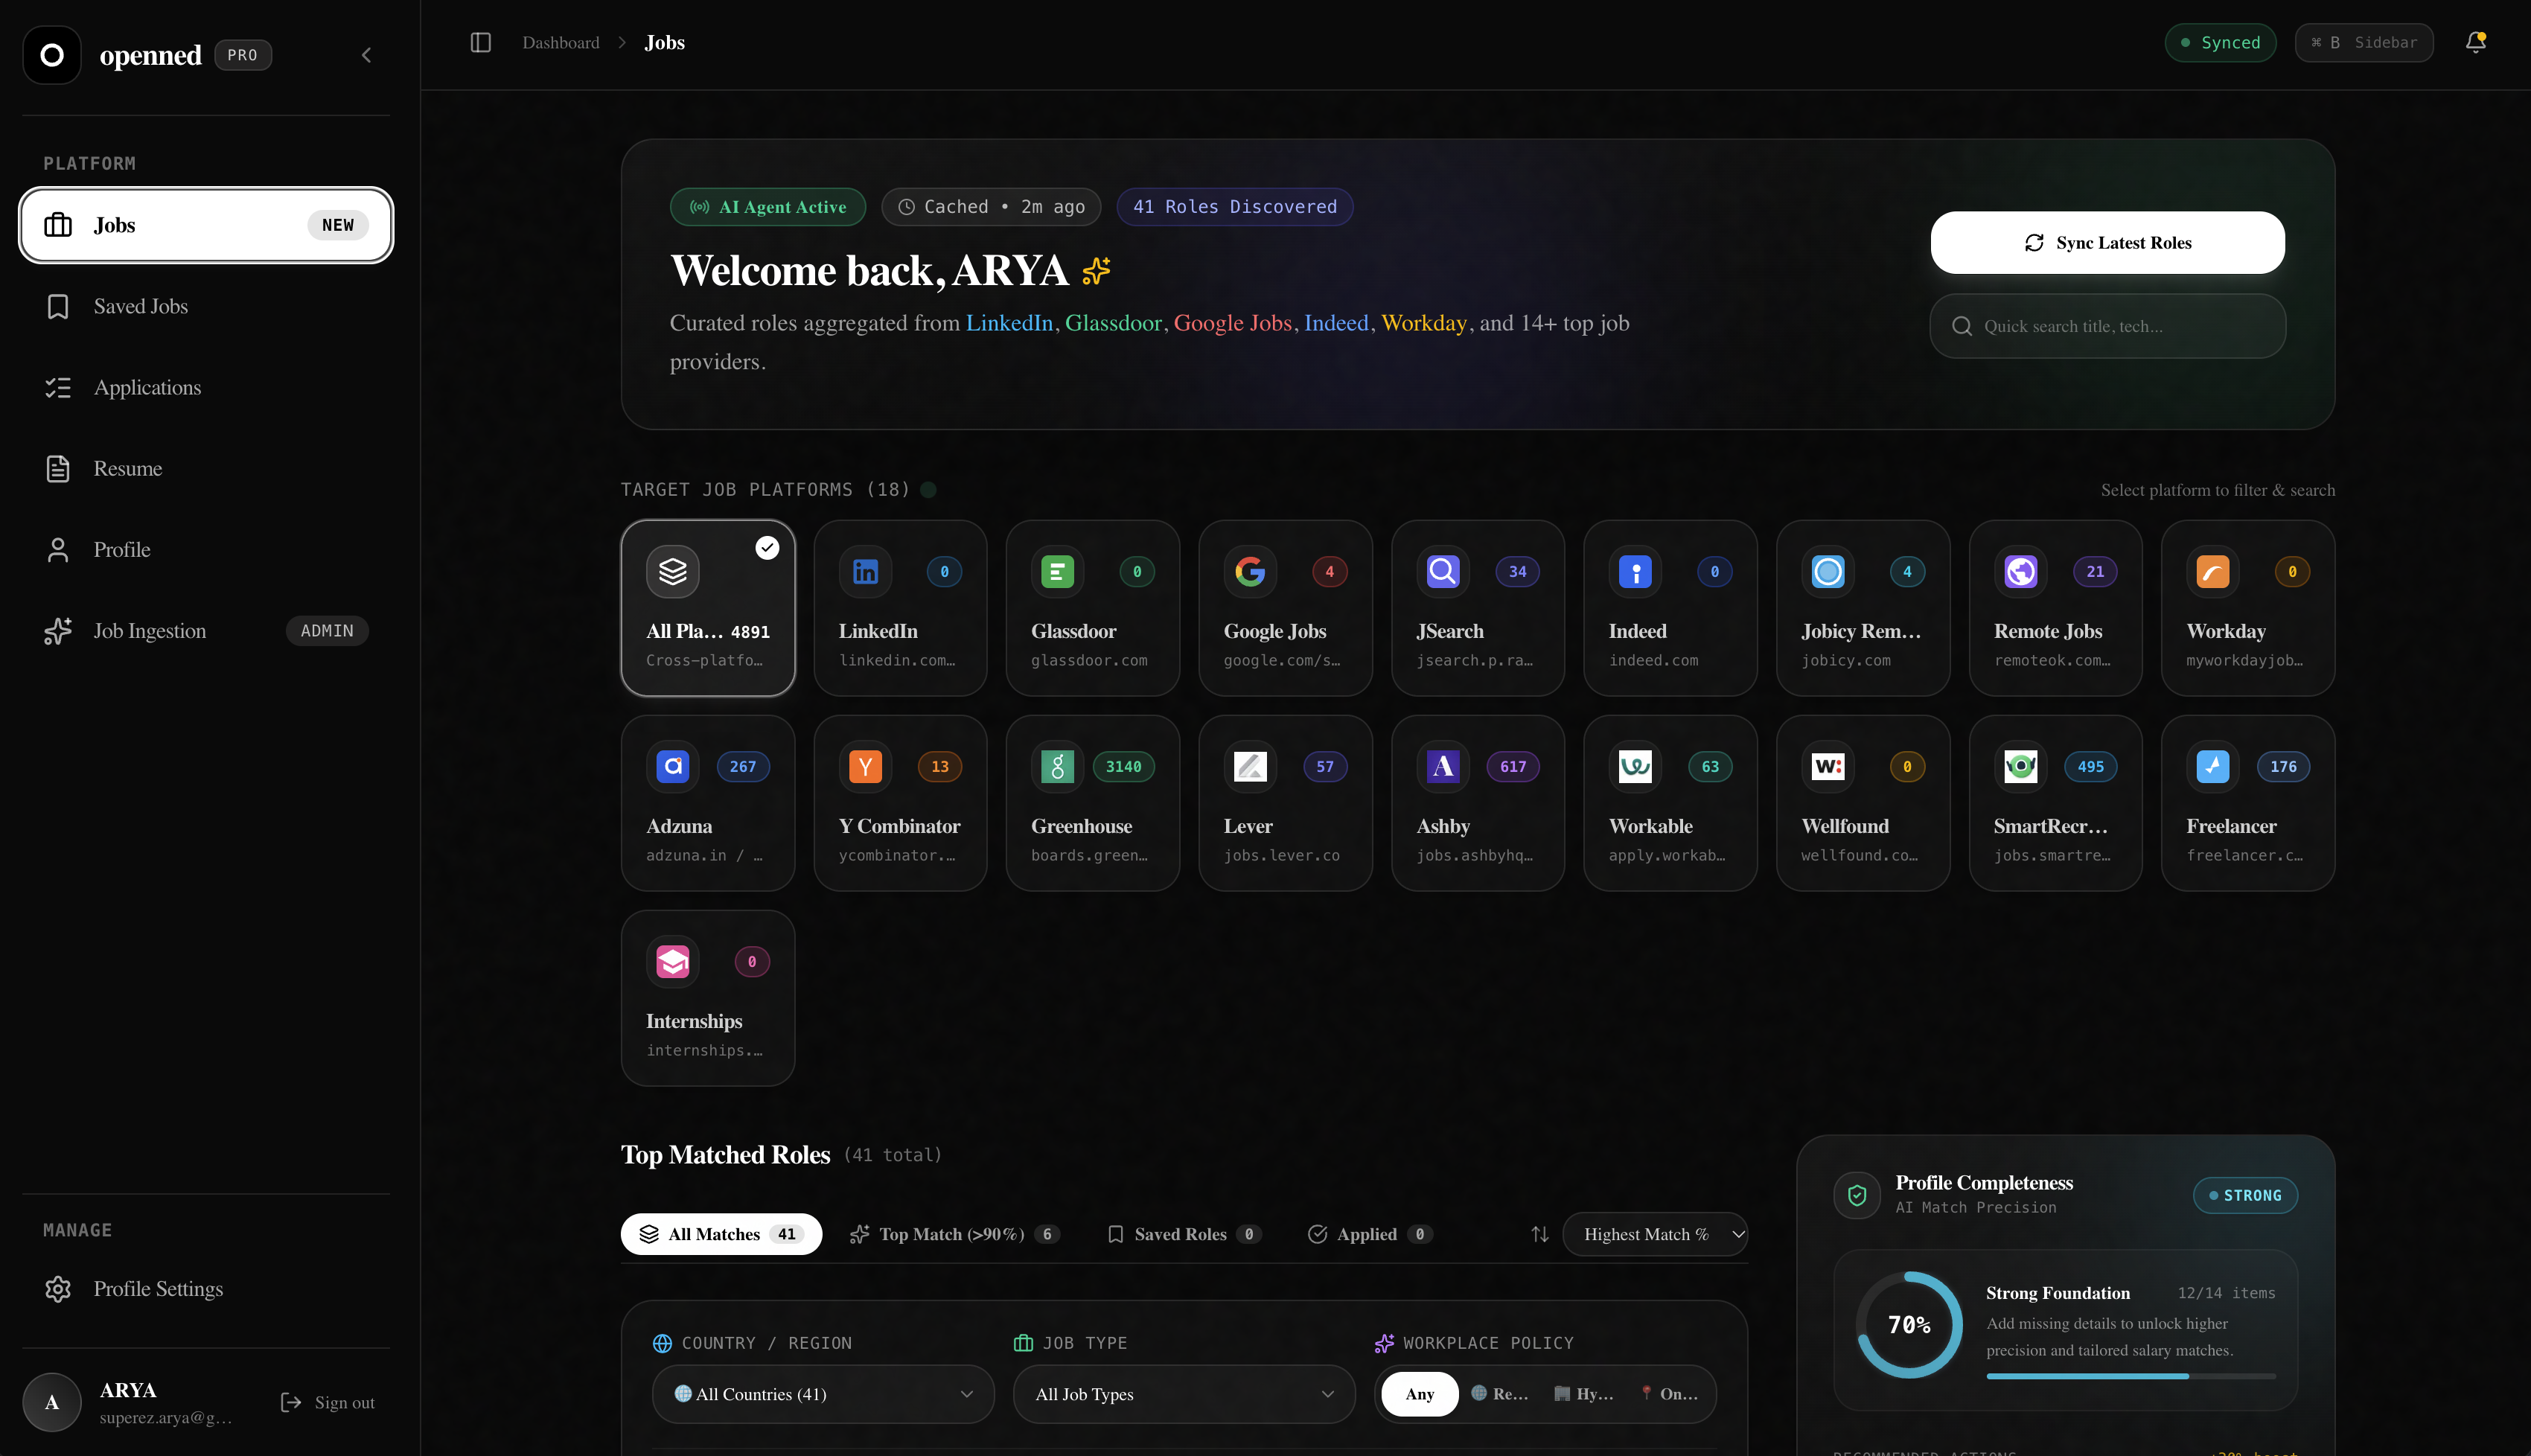 openned PRO
PLATFORM
Jobs NEW
Saved Jobs
Applications
Resume
Profile
Job Ingestion ADMIN
MANAGE
Profile Settings
A
ARYA
superez.arya@g…
Sign out
Dashboard > Jobs
Synced
⌘ B Sidebar
AI Agent Active
Cached • 2m ago
41 Roles Discovered
Welcome back, ARYA
Curated roles aggregated from LinkedIn, Glassdoor, Google Jobs, Indeed, Workday, and 14+ top job
providers.
Sync Latest Roles
Quick search title, tech...
TARGET JOB PLATFORMS (18)
Select platform to filter & search
All Pla… 4891
Cross-platfo…
0
LinkedIn
linkedin.com…
0
Glassdoor
glassdoor.com
4
Google Jobs
google.com/s…
34
JSearch
jsearch.p.ra…
0
Indeed
indeed.com
4
Jobicy Rem…
jobicy.com
21
Remote Jobs
remoteok.com…
0
Workday
myworkdayjob…
267
Adzuna
adzuna.in / …
13
Y Combinator
ycombinator.…
3140
Greenhouse
boards.green…
57
Lever
jobs.lever.co
617
Ashby
jobs.ashbyhq…
63
Workable
apply.workab…
w:
0
Wellfound
wellfound.co…
495
SmartRecr…
jobs.smartre…
176
Freelancer
freelancer.c…
0
Internships
internships.…
Top Matched Roles (41 total)
All Matches 41
Top Match (>90%) 6
Saved Roles 0
Applied 0
Highest Match %
COUNTRY / REGION
All Countries (41)
JOB TYPE
All Job Types
WORKPLACE POLICY
Any
Re…
Hy…
On…
Profile Completeness
AI Match Precision
STRONG
70%
Strong Foundation 12/14 items
Add missing details to unlock higher
precision and tailored salary matches.
RECOMMENDED ACTIONS